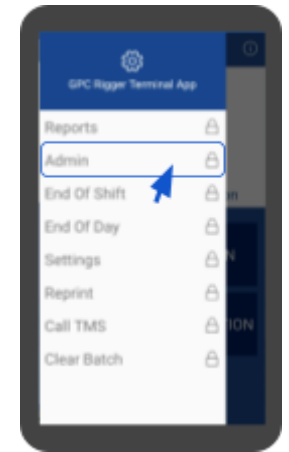 GPC Rigger Terminal App
Reports
Admin
End Of Shift
End Of Day
Settings
Reprint
Call TMS
Clear Batch